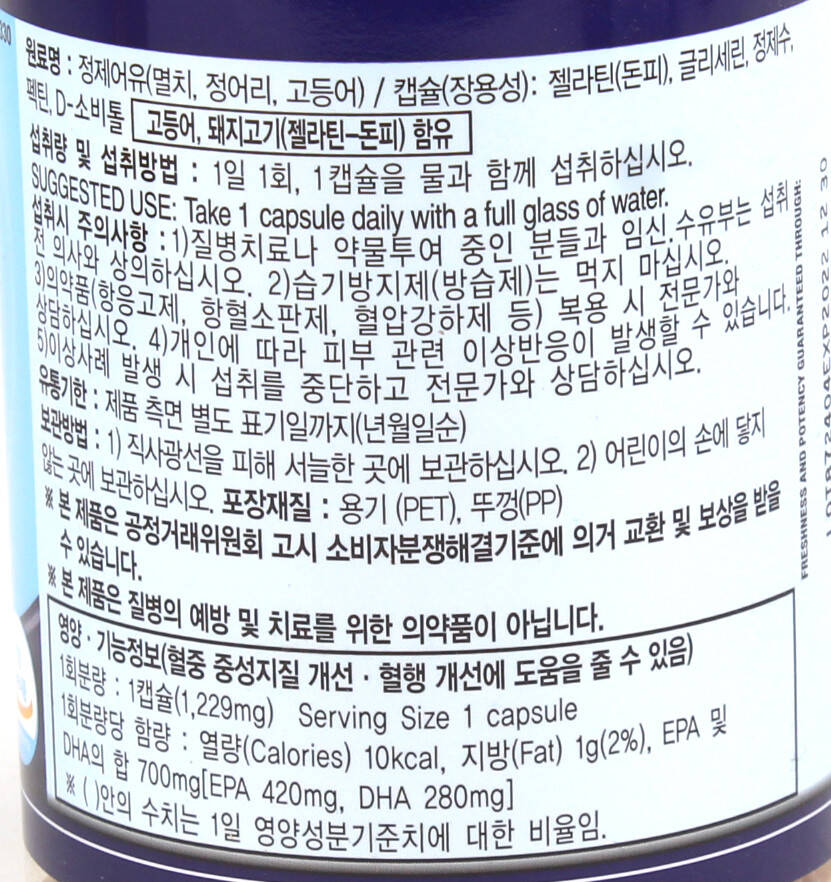 330
원료명 : 정제어유(멸치, 정어리, 고등어) / 캡슐(장용성): 젤라틴(돈피), 글리세린, 정제수,
펙틴, D-소비톨 고등어, 돼지고기(젤라틴-돈피) 함유
섭취량 및 섭취방법 : 1일 1회, 1캡슐을 물과 함께 섭취하십시오.
SUGGESTED USE: Take 1 capsule daily with a full glass of water.
섭취시 주의사항 : 1)질병치료나 약물투여 중인 분들과 임신.수유부는 섭취
전 의사와 상의하십시오. 2)습기방지제(방습제)는 먹지 마십시오.
3)의약품(항응고제, 항혈소판제, 혈압강하제 등) 복용 시 전문가와
상담하십시오. 4)개인에 따라 피부 관련 이상반응이 발생할 수 있습니다.
5)이상사례 발생 시 섭취를 중단하고 전문가와 상담하십시오.
유통기한 : 제품 측면 별도 표기일까지(년월일순)
보관방법 : 1) 직사광선을 피해 서늘한 곳에 보관하십시오. 2) 어린이의 손에 닿지
않는 곳에 보관하십시오. 포장재질 : 용기 (PET), 뚜껑(PP)
※ 본 제품은 공정거래위원회 고시 소비자분쟁해결기준에 의거 교환 및 보상을 받을
수 있습니다.
※ 본 제품은 질병의 예방 및 치료를 위한 의약품이 아닙니다.
영양 · 기능정보(혈중 중성지질 개선 · 혈행 개선에 도움을 줄 수 있음)
1회분량 : 1캡슐(1,229mg) Serving Size 1 capsule
1회분량당 함량 : 열량(Calories) 10kcal, 지방(Fat) 1g(2%), EPA 및
DHA의 합 700mg[EPA 420mg, DHA 280mg]
※ ( )안의 수치는 1일 영양성분기준치에 대한 비율임.
FRESHNESS AND POTENCY GUARANTEED THROUGH: